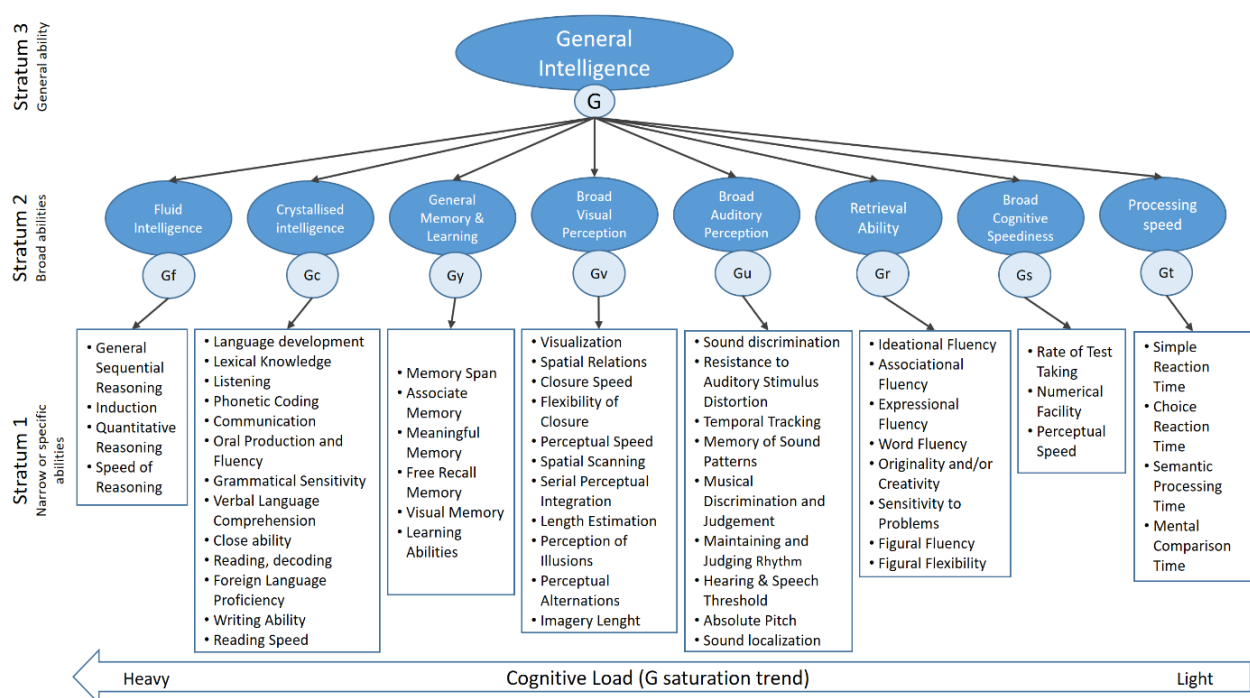 Stratum 3
General ability
General
Intelligence
G
Stratum 2
Broad abilities
Fluid
Intelligence
Gf
Crystallised
intelligence
Gc
General
Memory &
Learning
Gy
Broad
Visual
Perception
Gv
Broad
Auditory
Perception
Gu
Retrieval
Ability
Gr
Broad
Cognitive
Speediness
Gs
Processing
speed
Gt
Stratum 1
Narrow or specific
abilities
• General
Sequential
Reasoning
• Induction
• Quantitative
Reasoning
• Speed of
Reasoning
• Language development
• Lexical Knowledge
• Listening
• Phonetic Coding
• Communication
• Oral Production and
Fluency
• Grammatical Sensitivity
• Verbal Language
Comprehension
• Close ability
• Reading, decoding
• Foreign Language
Proficiency
• Writing Ability
• Reading Speed
• Memory Span
• Associate
Memory
• Meaningful
Memory
• Free Recall
Memory
• Visual Memory
• Learning
Abilities
• Visualization
• Spatial Relations
• Closure Speed
• Flexibility of
Closure
• Perceptual Speed
• Spatial Scanning
• Serial Perceptual
Integration
• Length Estimation
• Perception of
Illusions
• Perceptual
Alternations
• Imagery Lenght
• Sound discrimination
• Resistance to
Auditory Stimulus
Distortion
• Temporal Tracking
• Memory of Sound
Patterns
• Musical
Discrimination and
Judgement
• Maintaining and
Judging Rhythm
• Hearing & Speech
Threshold
• Absolute Pitch
• Sound localization
• Ideational Fluency
• Associational
Fluency
• Expressional
Fluency
• Word Fluency
• Originality and/or
Creativity
• Sensitivity to
Problems
• Figural Fluency
• Figural Flexibility
• Rate of Test
Taking
• Numerical
Facility
• Perceptual
Speed
• Simple
Reaction
Time
• Choice
Reaction
Time
• Semantic
Processing
Time
• Mental
Comparison
Time
Heavy
Cognitive Load (G saturation trend)
Light